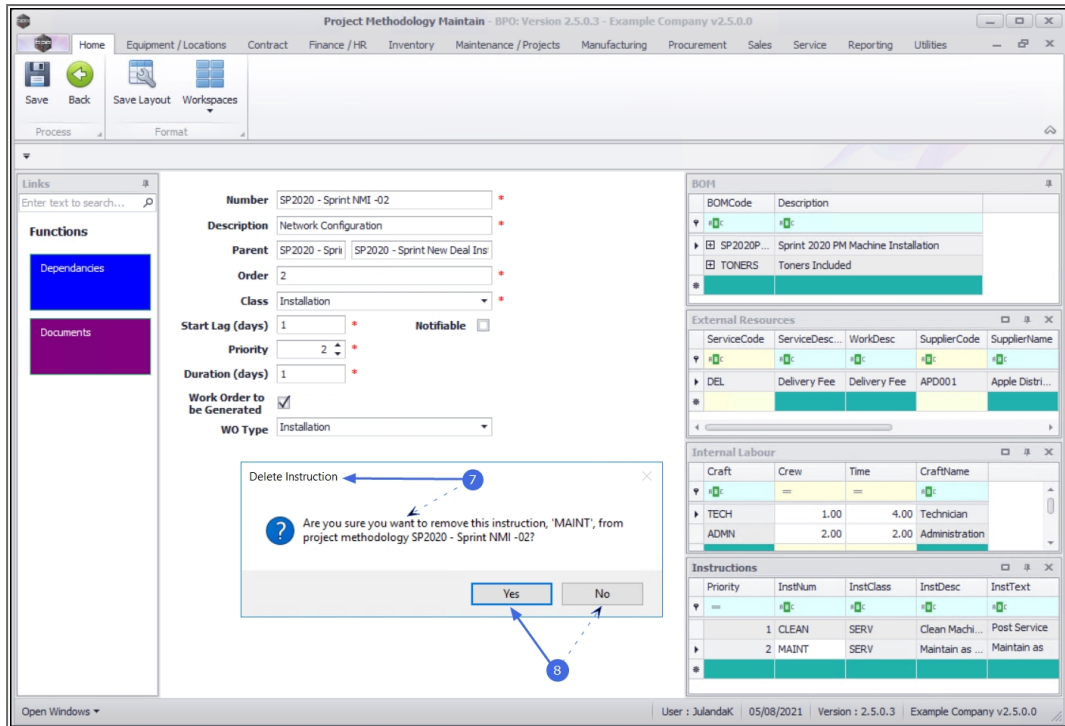 Project Methodology Maintain - BPO: Version 2.5.0.3 - Example Company v2.5.0.0
Home Equipment / Locations Contract Finance / HR Inventory Maintenance / Projects Manufacturing Procurement Sales Service Reporting Utilities
Save Back Save Layout Workspaces
Process Format
Links
Enter text to search...
Functions
Dependancies
Documents
Number SP2020 - Sprint NMI -02 *
Description Network Configuration *
Parent SP2020 - Spri SP2020 - Sprint New Deal Ins
Order 2 *
Class Installation *
Start Lag (days) 1 * Notifiable
Priority 2 *
Duration (days) 1 *
Work Order to
be Generated
WO Type Installation
Delete Instruction
7
Are you sure you want to remove this instruction, 'MAINT', from
project methodology SP2020 - Sprint NMI -02?
Yes No
8
BOM
BOMCode Description
SP2020P... Sprint 2020 PM Machine Installation
TONERS Toners Included
External Resources
ServiceCode ServiceDesc... WorkDesc SupplierCode SupplierName
DEL Delivery Fee Delivery Fee APD001 Apple Distri...
Internal Labour
Craft Crew Time CraftName
= =
TECH 1.00 4.00 Technician
ADMN 2.00 2.00 Administration
Instructions
Priority InstNum InstClass InstDesc InstText
=
1 CLEAN SERV Clean Machi... Post Service
2 MAINT SERV Maintain as ... Maintain as
Open Windows User : JulandaK 05/08/2021 Version : 2.5.0.3 Example Company v2.5.0.0